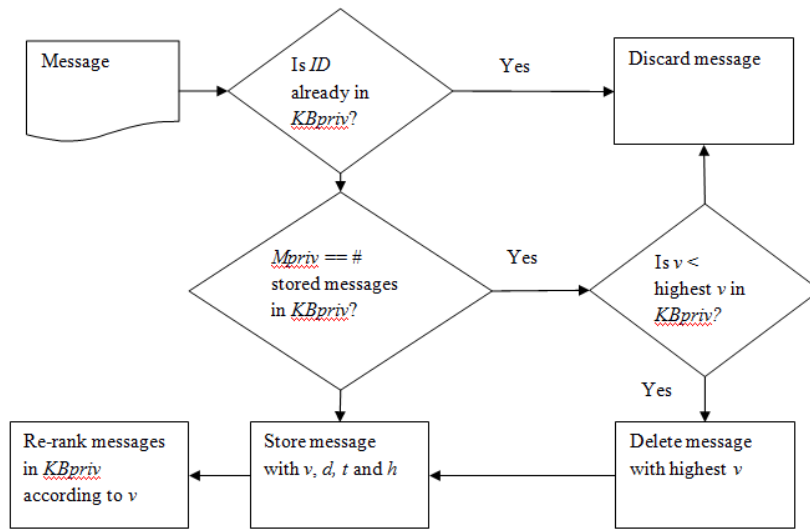 Message
Is ID
already in
KBpriv?
Yes
Discard message
Mpriv == #
stored messages
in KBpriv?
Yes
Is v <
highest v in
KBpriv?
Yes
Re-rank messages
in KBpriv
according to v
Store message
with v, d, t and h
Delete message
with highest v